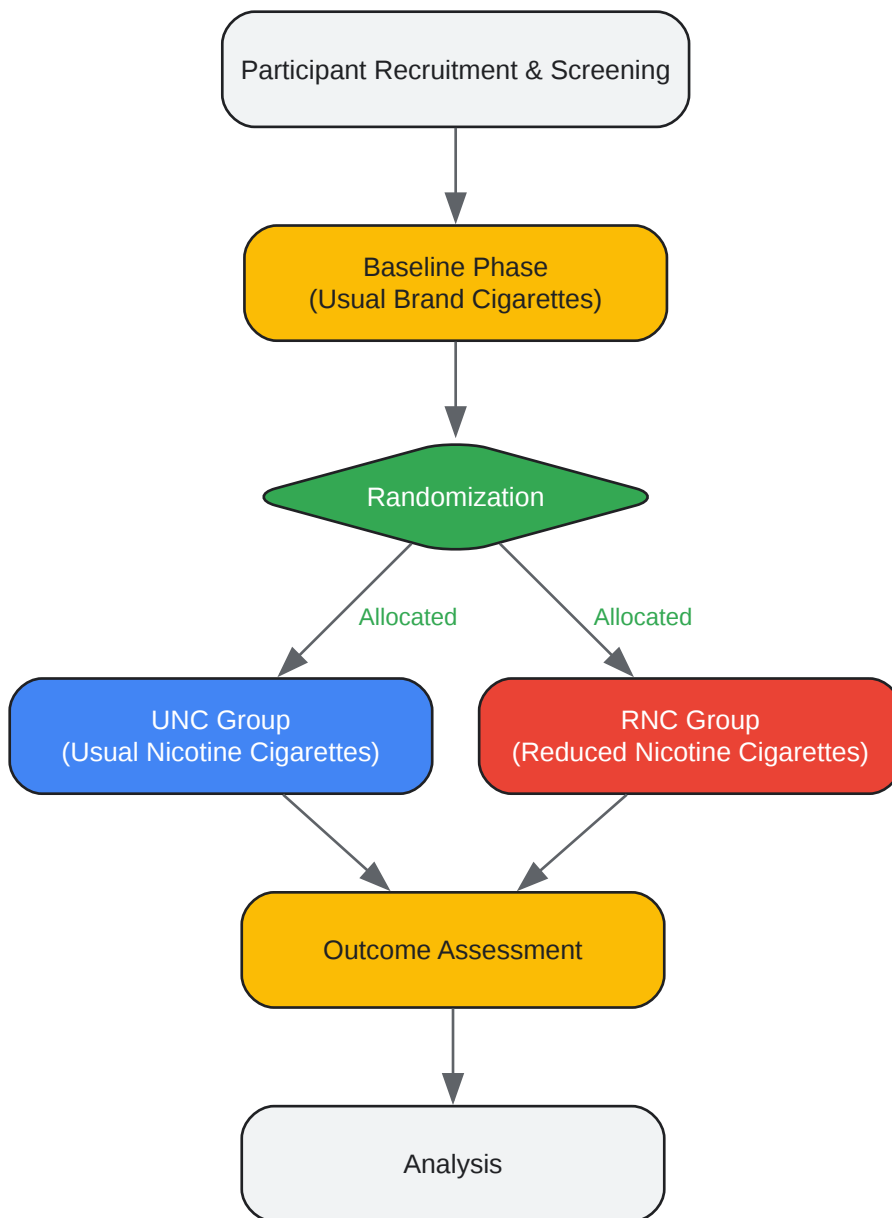 Participant Recruitment & Screening
Baseline Phase
(Usual Brand Cigarettes)
Randomization
Allocated
Allocated
UNC Group
(Usual Nicotine Cigarettes)
RNC Group
(Reduced Nicotine Cigarettes)
Outcome Assessment
Analysis